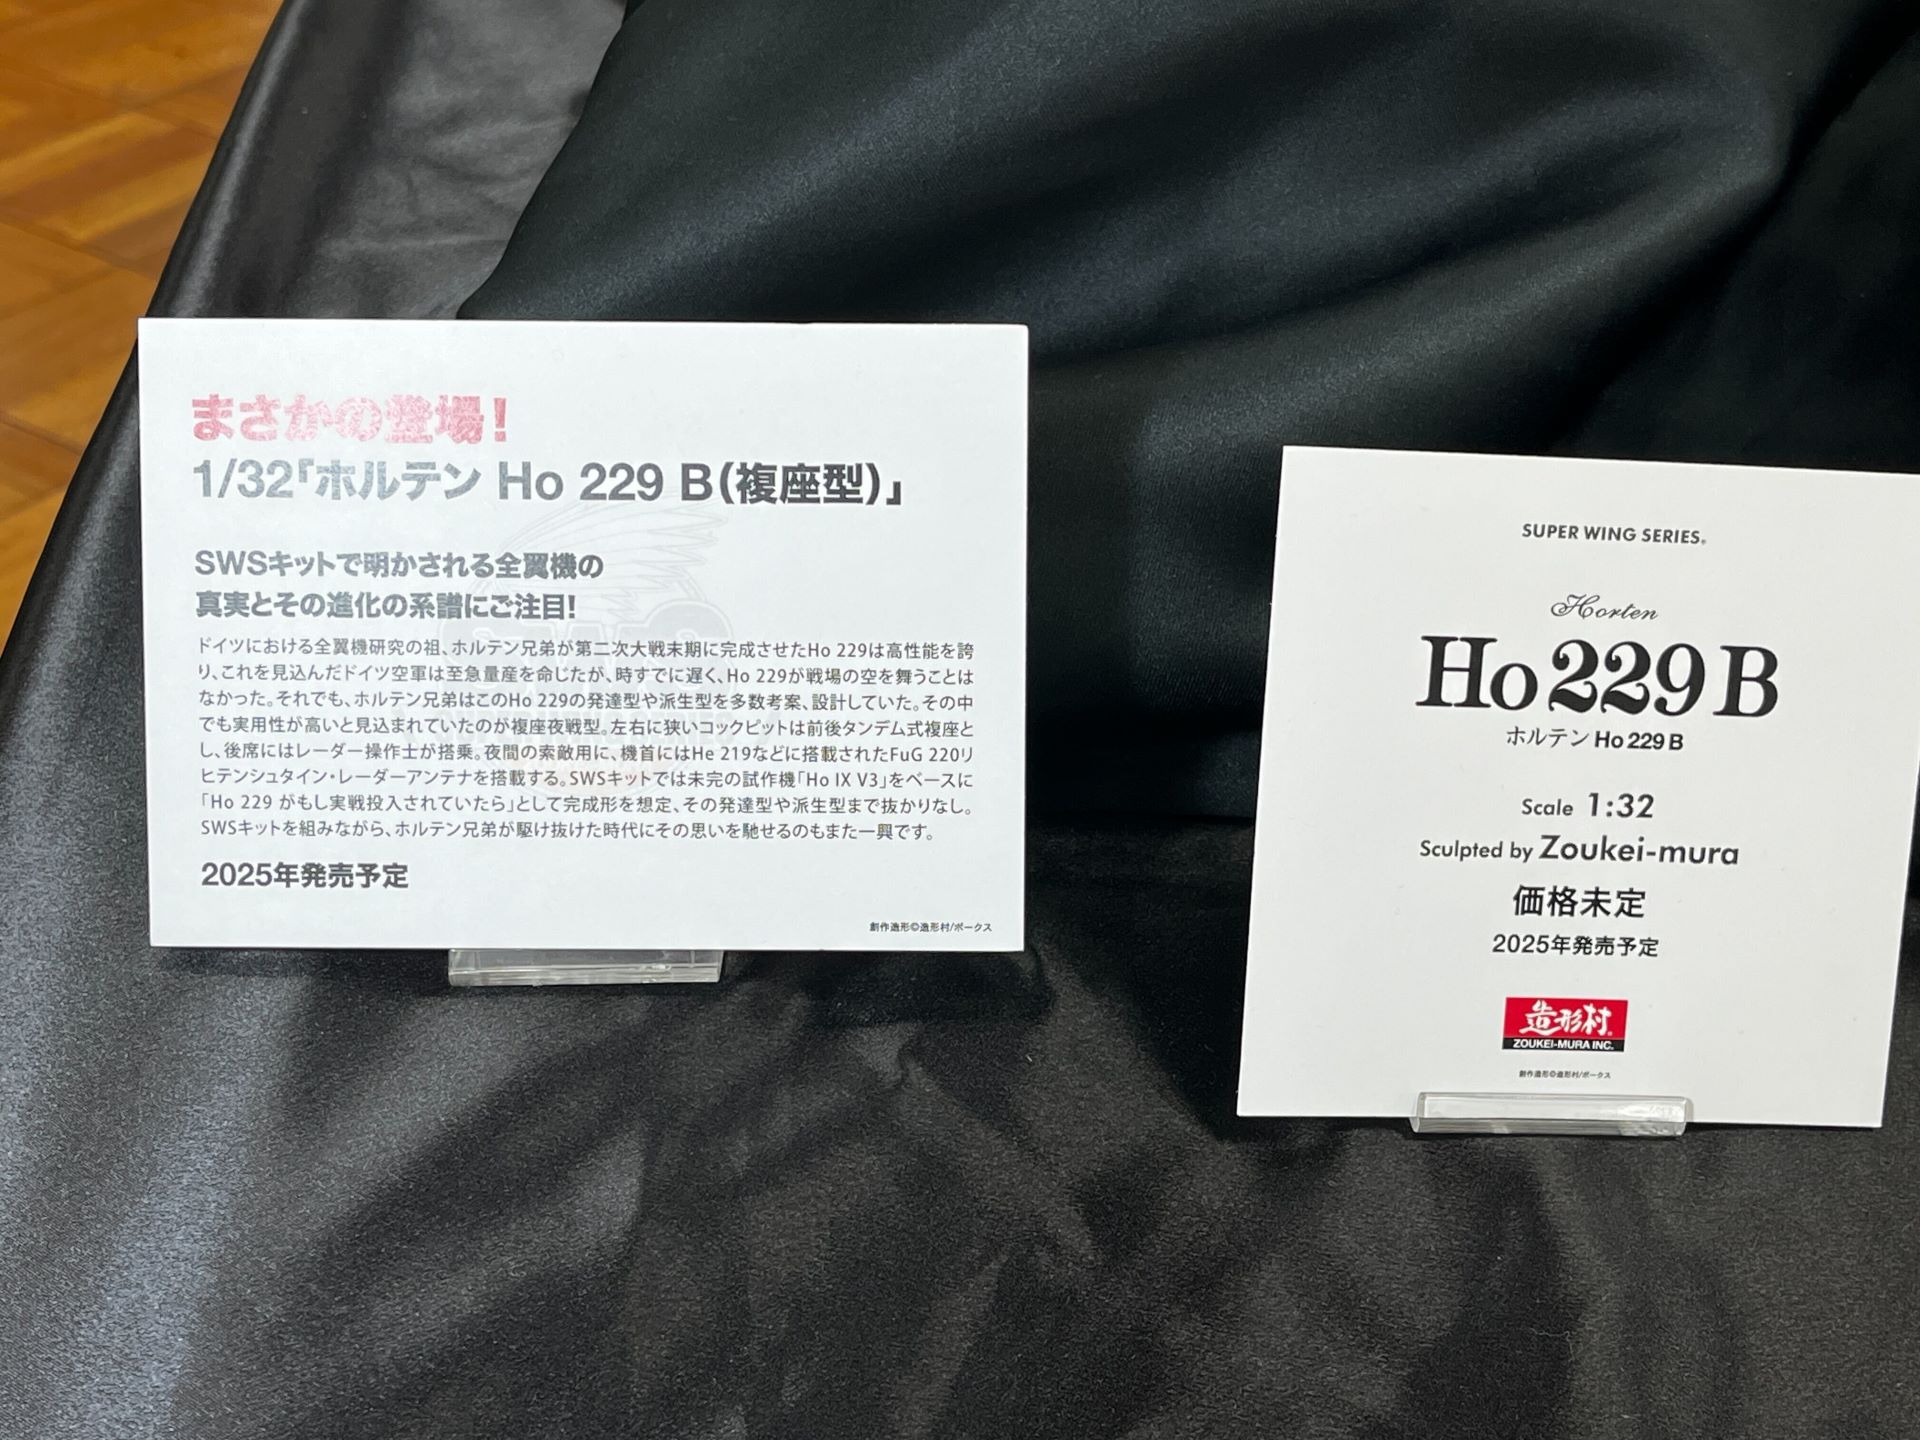 まさかの登場!
1/32「ホルテン Ho 229 B(複座型)」
SWSキットで明かされる全翼機の
真実とその進化の系譜にご注目!
ドイツにおける全翼機研究の祖、ホルテン兄弟が第二次大戦末期に完成させたHo 229は高性能を誇
り、これを見込んだドイツ空軍は至急量産を命じたが、時すでに遅く、Ho 229が戦場の空を舞うことは
なかった。それでも、ホルテン兄弟はこのHo 229の発達型や派生型を多数考案、設計していた。その中
でも実用性が高いと見込まれていたのが複座夜戦型。左右に狭いコックピットは前後タンデム式複座と
し、後席にはレーダー操作士が搭乗。夜間の索敵用に、機首にはHe 219などに搭載されたFuG 220リ
ヒテンシュタイン・レーダーアンテナを搭載する。SWSキットでは未完の試作機「Ho IX V3」をベースに
「Ho 229 がもし実戦投入されていたら」として完成形を想定、その発達型や派生型まで抜かりなし。
SWSキットを組みながら、ホルテン兄弟が駆け抜けた時代にその思いを馳せるのもまた一興です。
2025年発売予定
創作造形©造形村/ボークス
SUPER WING SERIES®
Horten
Ho 229 B
ホルテン Ho 229 B
Scale 1:32
Sculpted by Zoukei-mura
価格未定
2025年発売予定
造形村®
ZOUKEI-MURA INC.
創作造形©造形村/ボークス